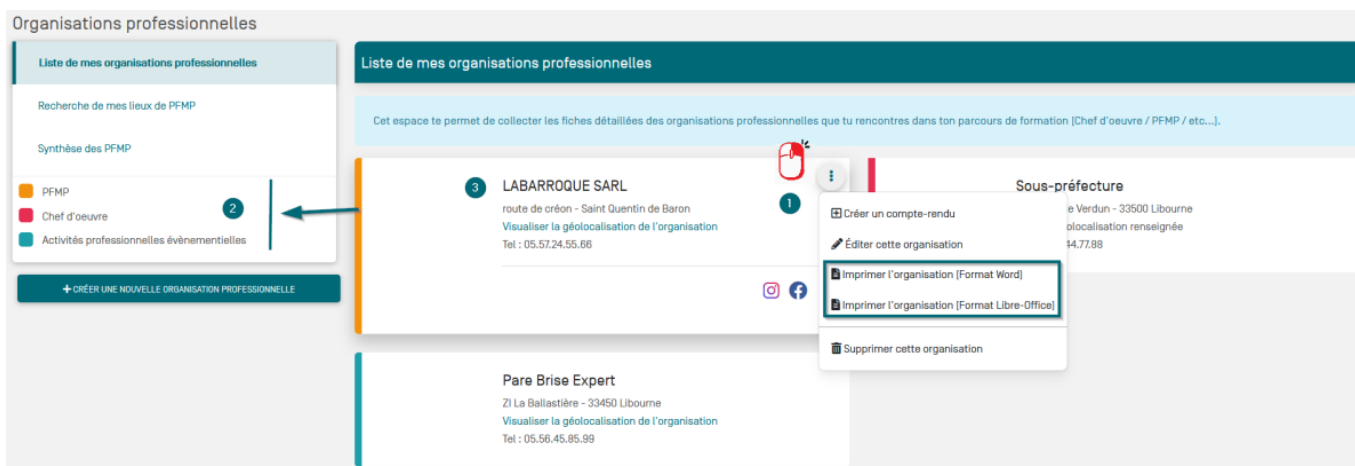 Organisations professionnelles
Liste de mes organisations professionnelles
Recherche de mes lieux de PFMP
Synthèse des PFMP
PFMP
Chef d'oeuvre
Activités professionnelles évènementielles
2
+ CRÉER UNE NOUVELLE ORGANISATION PROFESSIONNELLE
Liste de mes organisations professionnelles
Cet espace te permet de collecter les fiches détaillées des organisations professionnelles que tu rencontres dans ton parcours de formation [Chef d'oeuvre / PFMP / etc...].
3
LABARROQUE SARL
route de créon - Saint Quentin de Baron
Visualiser la géolocalisation de l'organisation
Tel : 05.57.24.55.66
1
Créer un compte-rendu
Éditer cette organisation
Imprimer l'organisation [Format Word]
Imprimer l'organisation [Format Libre-Office]
Supprimer cette organisation
Sous-préfecture
e Verdun - 33500 Libourne
olocalisation renseignée
44.77.88
Pare Brise Expert
ZI La Ballastière - 33450 Libourne
Visualiser la géolocalisation de l'organisation
Tel : 05.56.45.85.99